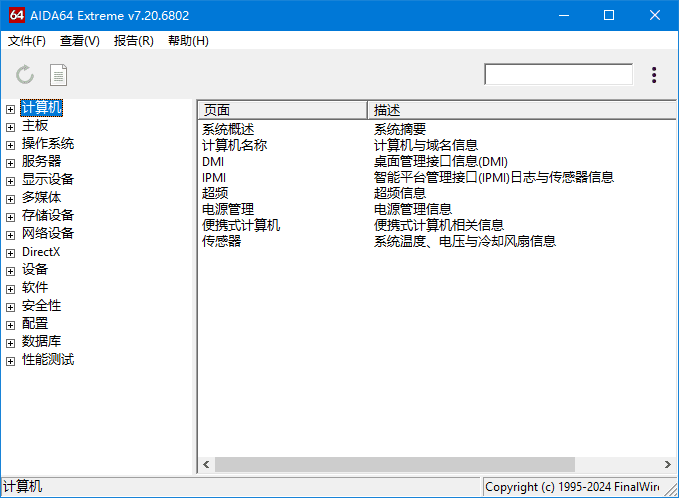 64 AIDA64 Extreme v7.20.6802
文件(F) 查看(V) 报告(R) 帮助(H)
计算机
主板
操作系统
服务器
显示设备
多媒体
存储设备
网络设备
DirectX
设备
软件
安全性
配置
数据库
性能测试
页面 描述
系统概述 系统摘要
计算机名称 计算机与域名信息
DMI 桌面管理接口信息(DMI)
IPMI 智能平台管理接口(IPMI)日志与传感器信息
超频 超频信息
电源管理 电源管理信息
便携式计算机 便携式计算机相关信息
传感器 系统温度、电压与冷却风扇信息
计算机 Copyright (c) 1995-2024 FinalWire